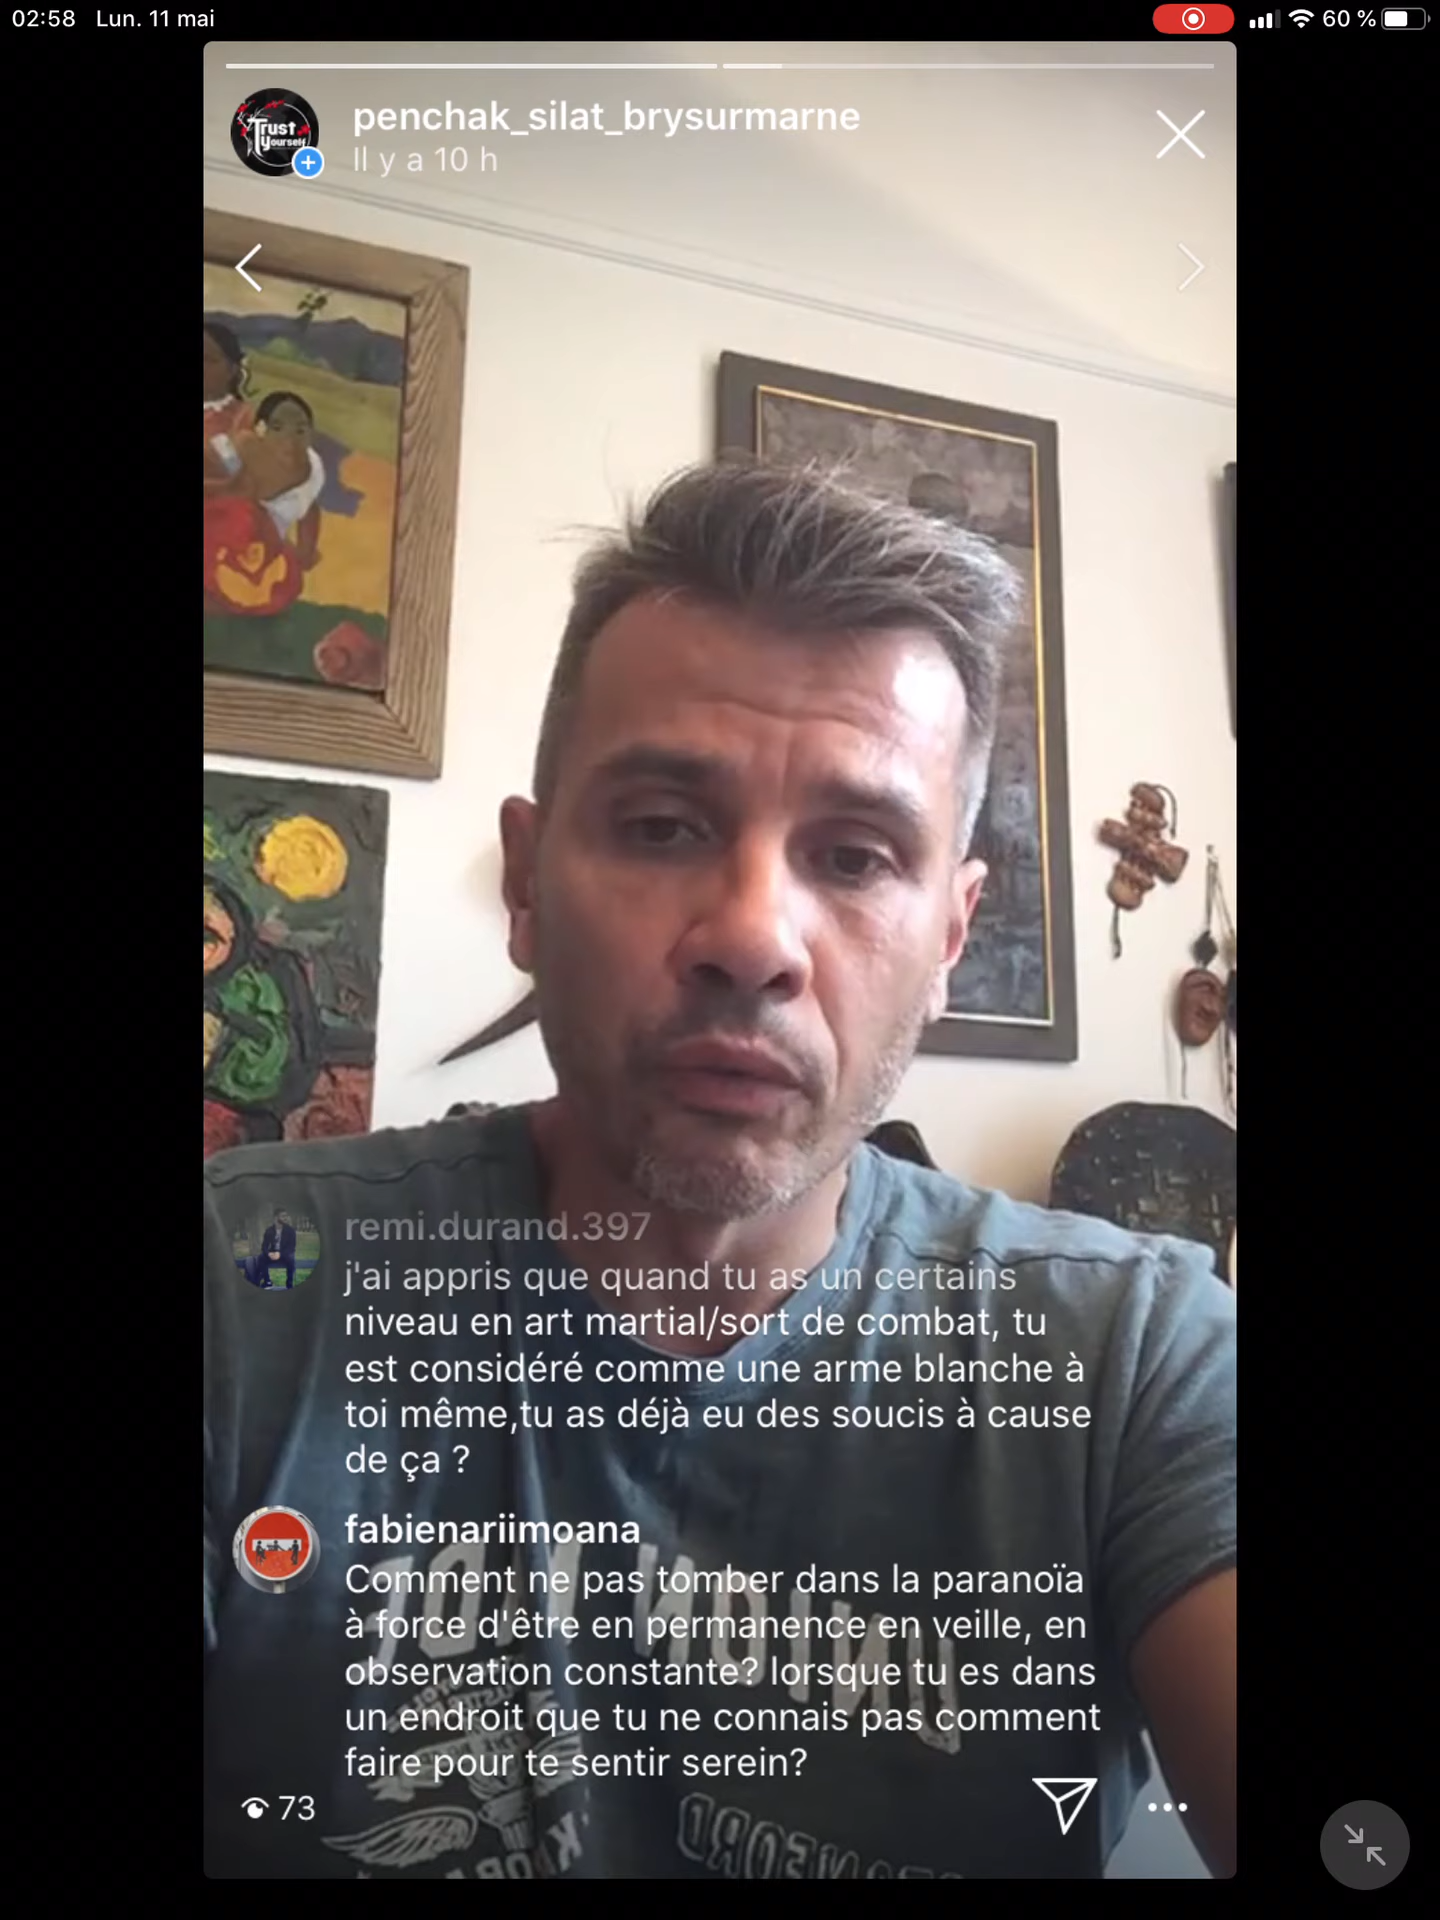 02:58 Lun. 11 mai
60 %
Trust
Yourself
penchak_silat_brysurmarne
Il y a 10 h
remi.durand.397
j'ai appris que quand tu as un certains
niveau en art martial/sort de combat, tu
est considéré comme une arme blanche à
toi même,tu as déjà eu des soucis à cause
de ça ?
fabienariimoana
Comment ne pas tomber dans la paranoïa
à force d'être en permanence en veille, en
observation constante? lorsque tu es dans
un endroit que tu ne connais pas comment
faire pour te sentir serein?
UNION
73